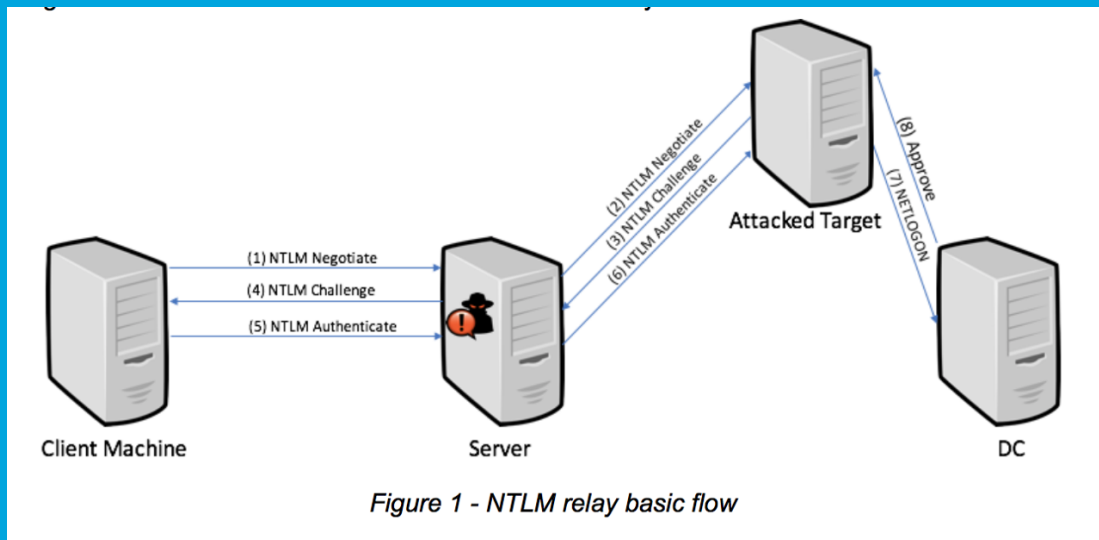 (1) NTLM Negotiate
(4) NTLM Challenge
(5) NTLM Authenticate
(2) NTLM Negotiate
(3) NTLM Challenge
(6) NTLM Authenticate
(8) Approve
(7) NETLOGON
Attacked Target
Client Machine
Server
DC
Figure 1 - NTLM relay basic flow